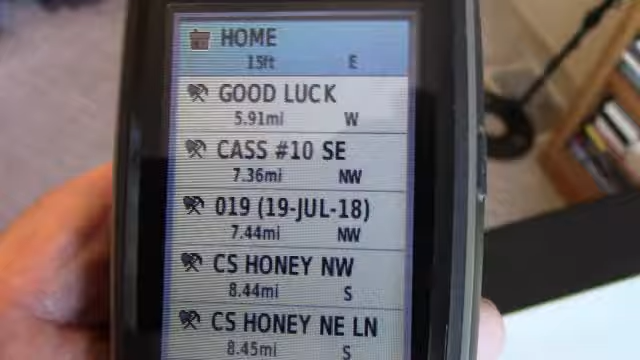 HOME
15ft E
GOOD LUCK
5.91mi W
CASS #10 SE
7.36mi NW
019 (19-JUL-18)
7.44mi NW
CS HONEY NW
8.44mi S
CS HONEY NE LN
8.45mi S